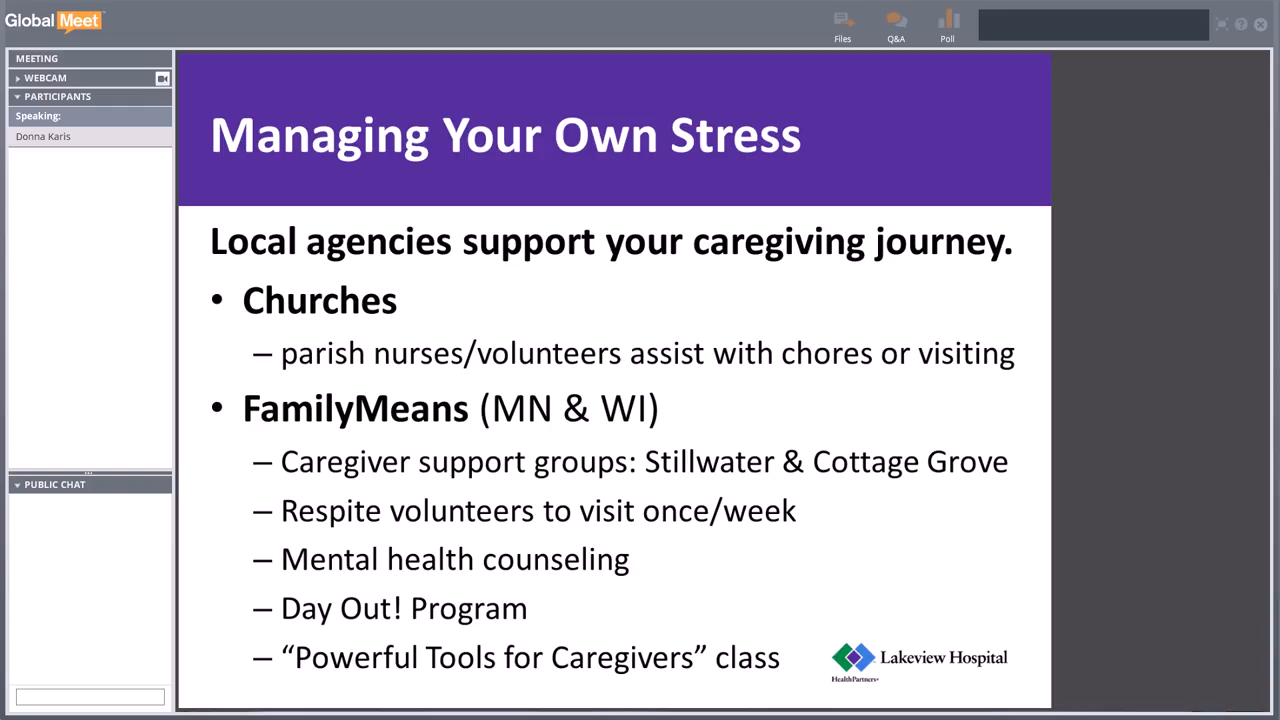 GlobalMeet
Files
Q&A
Poll
MEETING
WEBCAM
PARTICIPANTS
Speaking:
Donna Karis
PUBLIC CHAT
Managing Your Own Stress
Local agencies support your caregiving journey.
• Churches
– parish nurses/volunteers assist with chores or visiting
• FamilyMeans (MN & WI)
– Caregiver support groups: Stillwater & Cottage Grove
– Respite volunteers to visit once/week
– Mental health counseling
– Day Out! Program
– “Powerful Tools for Caregivers” class
Lakeview Hospital
HealthPartners